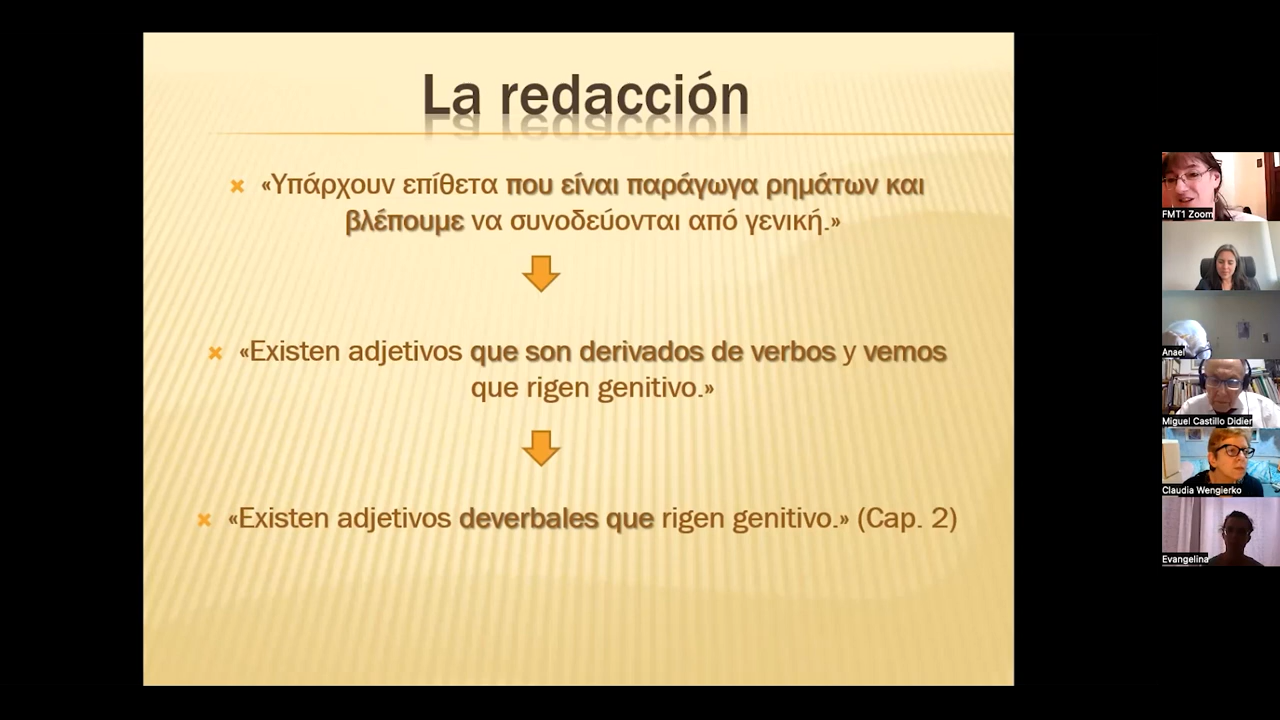 La redacción
«Υπάρχουν επίθετα που είναι παράγωγα ρημάτων και
βλέπουμε να συνοδεύονται από γενική.»
«Existen adjetivos que son derivados de verbos y vemos
que rigen genitivo.»
«Existen adjetivos deverbales que rigen genitivo.» (Cap. 2)
FMT1 Zoom
Anael
Miguel Castillo Didier
Claudia Wengierko
Evangelina